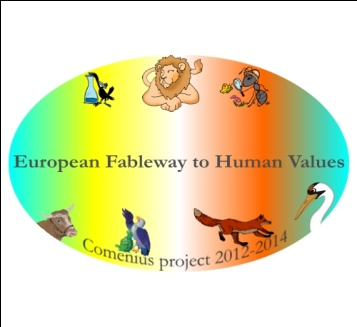 European Fableway to Human Values
Comenius project 2012-2014